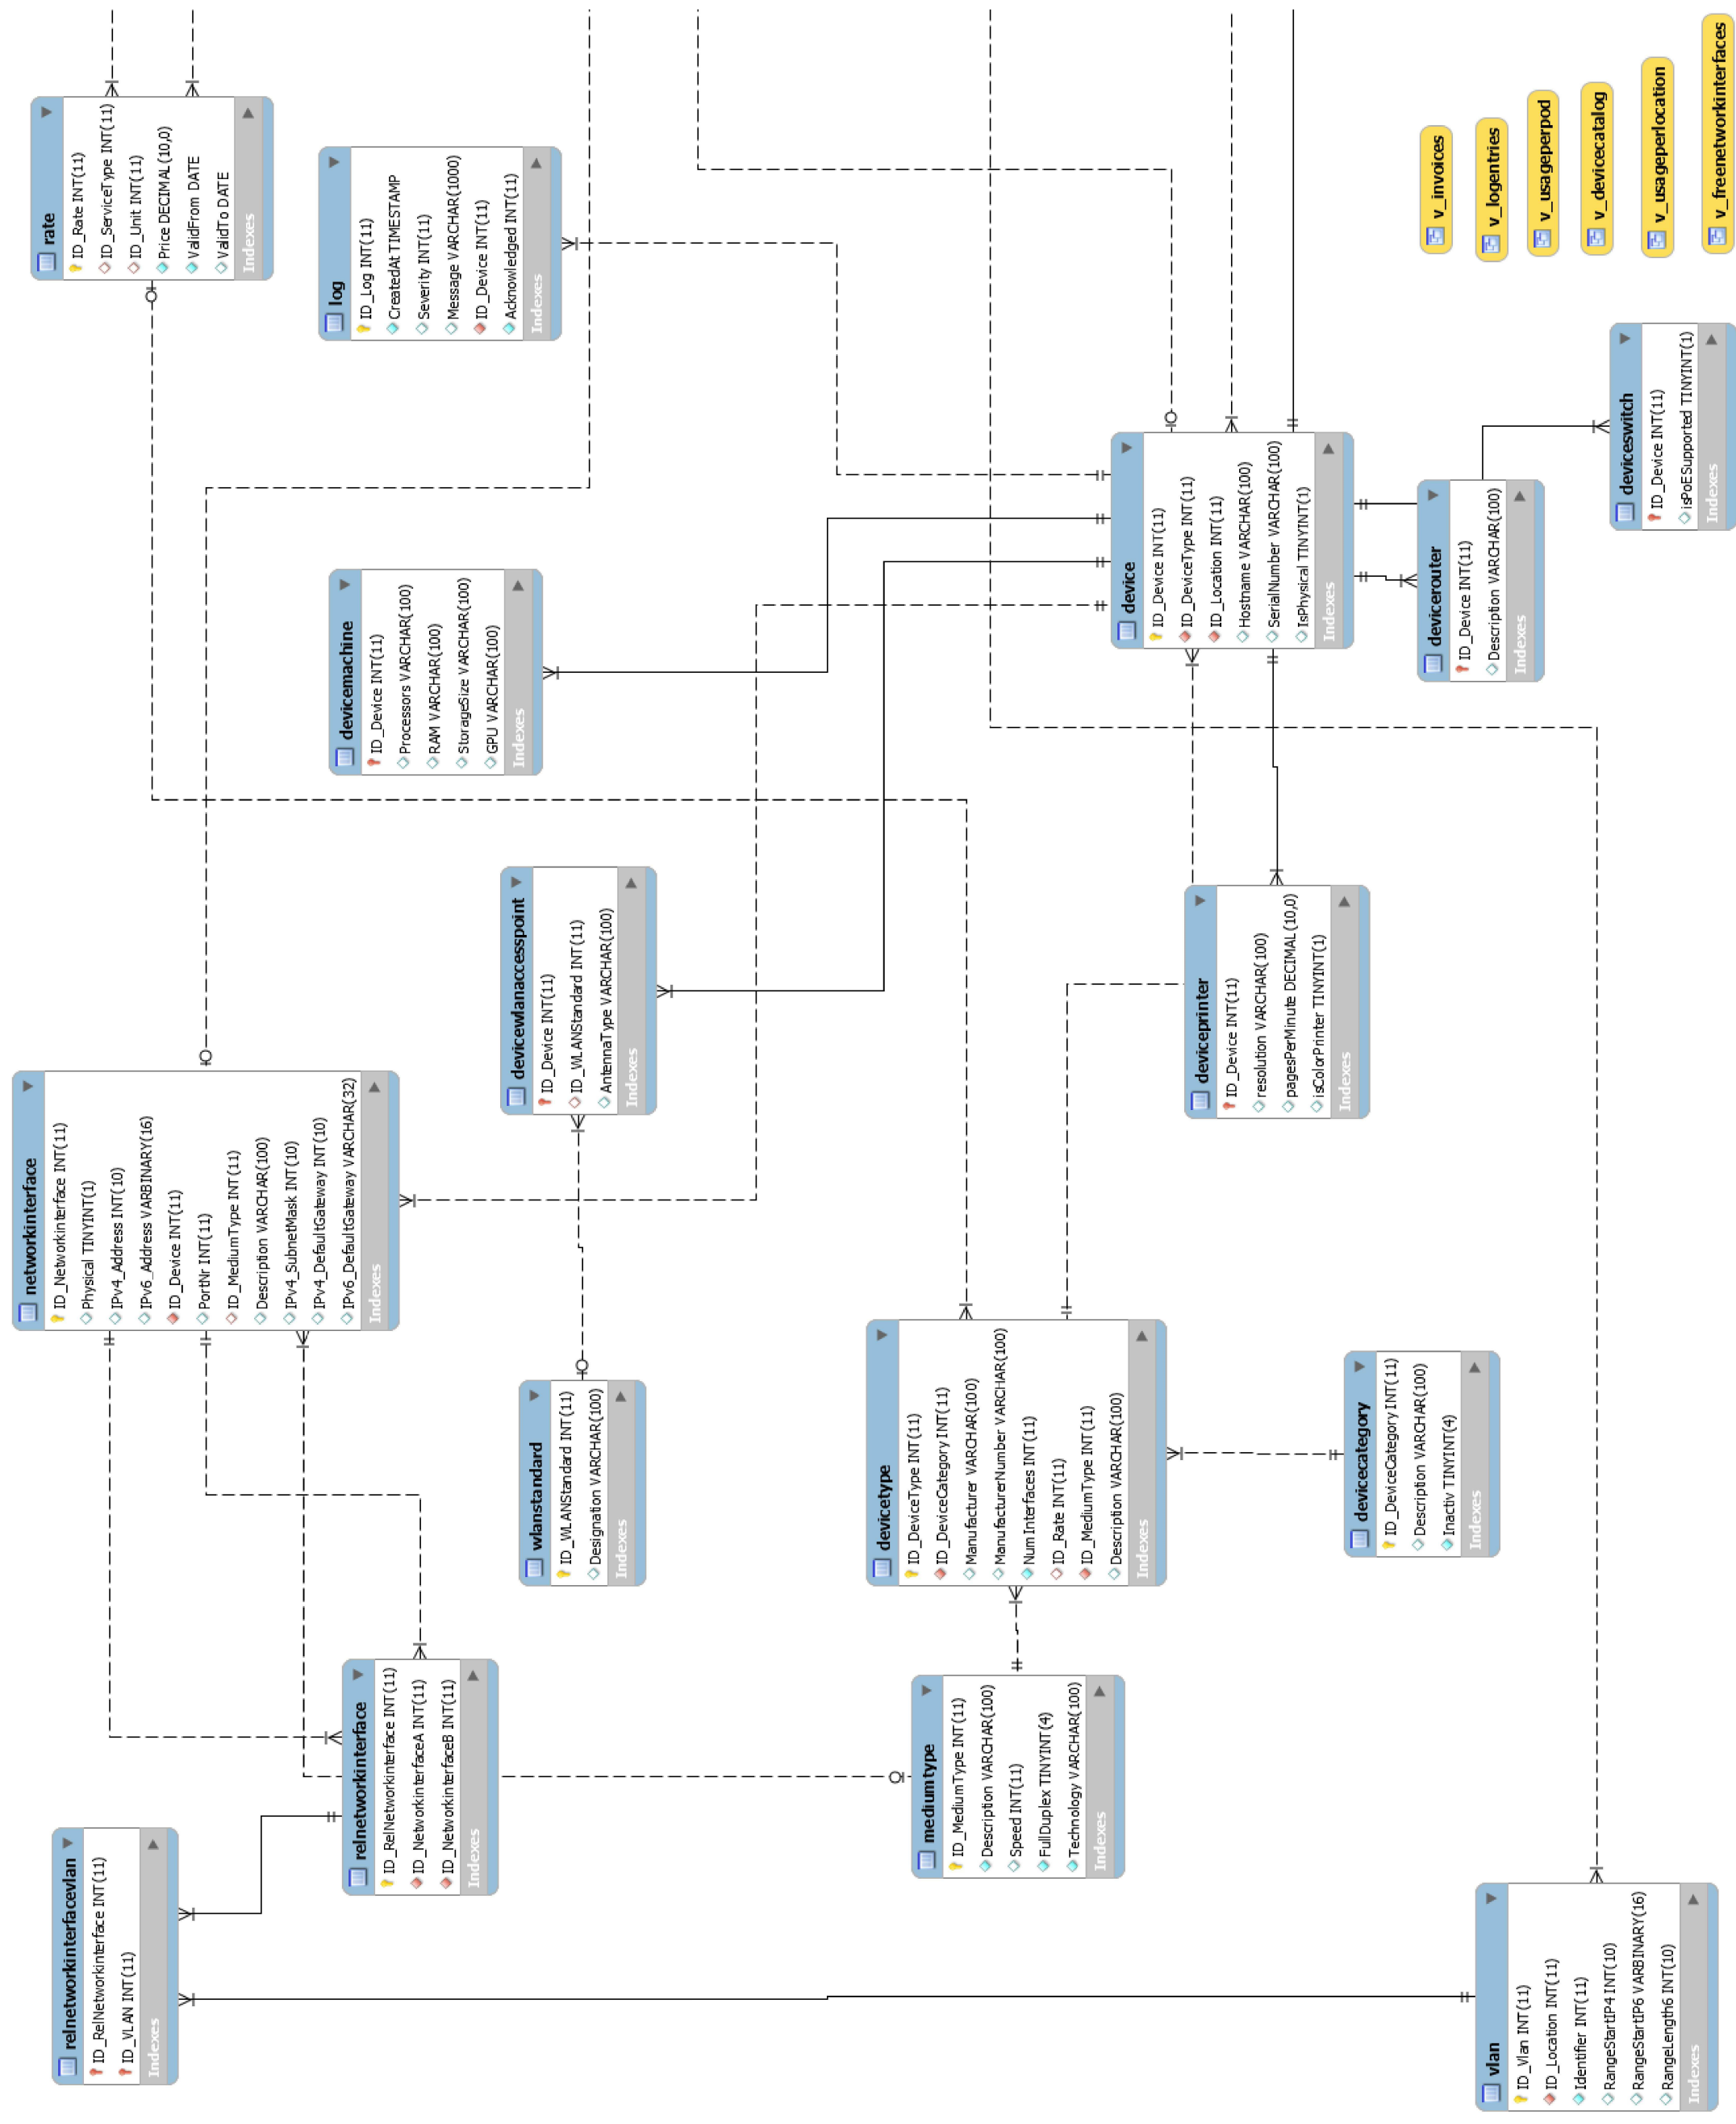 relnetworkinterfacevlan
ID_RelNetworkinterface INT(11)
ID_VLAN INT(11)
Indexes
networkinterface
ID_Networkinterface INT(11)
Physical TINYINT(1)
IPv4_Address INT(10)
IPv6_Address VARBINARY(16)
ID_Device INT(11)
PortNr INT(11)
ID_MediumType INT(11)
Description VARCHAR(100)
IPv4_SubnetMask INT(10)
IPv4_DefaultGateway INT(10)
IPv6_DefaultGateway VARCHAR(32)
Indexes
rate
ID_Rate INT(11)
ID_ServiceType INT(11)
ID_Unit INT(11)
Price DECIMAL(10,0)
ValidFrom DATE
ValidTo DATE
Indexes
relnetworkinterface
ID_RelNetworkinterface INT(11)
ID_NetworkinterfaceA INT(11)
ID_NetworkinterfaceB INT(11)
Indexes
log
ID_Log INT(11)
CreatedAt TIMESTAMP
Severity INT(11)
Message VARCHAR(1000)
ID_Device INT(11)
Acknowledged INT(11)
Indexes
devicemachine
ID_Device INT(11)
Processors VARCHAR(100)
RAM VARCHAR(100)
StorageSize VARCHAR(100)
GPU VARCHAR(100)
Indexes
wlanstandard
ID_WLANStandard INT(11)
Designation VARCHAR(100)
Indexes
devicewlanaccesspoint
ID_Device INT(11)
ID_WLANStandard INT(11)
AntennaType VARCHAR(100)
Indexes
mediumtype
ID_MediumType INT(11)
Description VARCHAR(100)
Speed INT(11)
FullDuplex TINYINT(4)
Technology VARCHAR(100)
Indexes
devicetype
ID_DeviceType INT(11)
ID_DeviceCategory INT(11)
Manufacturer VARCHAR(100)
ManufacturerNumber VARCHAR(100)
NumInterfaces INT(11)
ID_Rate INT(11)
ID_MediumType INT(11)
Description VARCHAR(100)
Indexes
device
ID_Device INT(11)
ID_DeviceType INT(11)
ID_Location INT(11)
Hostname VARCHAR(100)
SerialNumber VARCHAR(100)
IsPhysical TINYINT(1)
Indexes
deviceprinter
ID_Device INT(11)
resolution VARCHAR(100)
pagesPerMinute DECIMAL(10,0)
isColorPrinter TINYINT(1)
Indexes
devicecategory
ID_DeviceCategory INT(11)
Description VARCHAR(100)
Inactiv TINYINT(4)
Indexes
devicerouter
ID_Device INT(11)
Description VARCHAR(100)
Indexes
vlan
ID_Vlan INT(11)
ID_Location INT(11)
Identifier INT(11)
RangeStartIP4 INT(10)
RangeStartIP6 VARBINARY(16)
RangeLength6 INT(10)
Indexes
deviceswitch
ID_Device INT(11)
isPoESupported TINYINT(1)
Indexes
v_invoices
v_logentries
v_usageperpod
v_devicecatalog
v_usageperlocation
v_freenetworkinterfaces